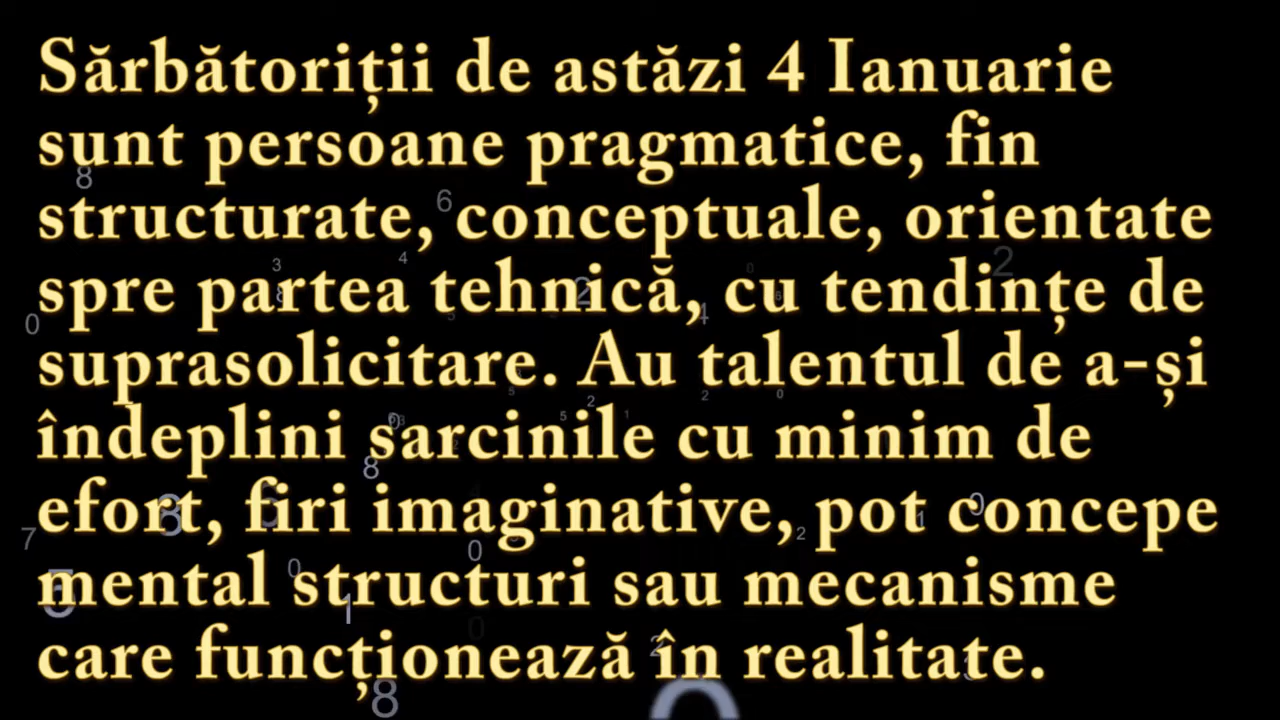 Sărbătoriții de astăzi 4 Ianuarie
sunt persoane pragmatice, fin
structurate, conceptuale, orientate
spre partea tehnică, cu tendințe de
suprasolicitare. Au talentul de a-și
îndeplini sarcinile cu minim de
efort, firi imaginative, pot concepe
mental structuri sau mecanisme
care funcționează în realitate.